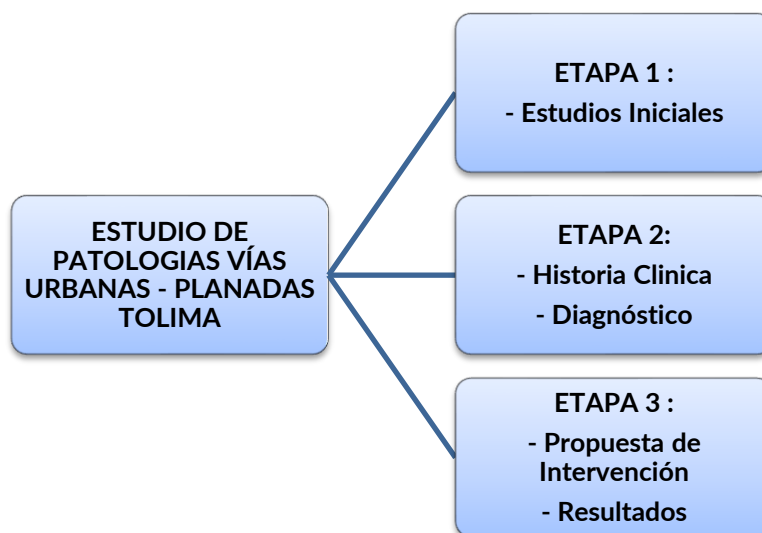 ESTUDIO DE
PATOLOGIAS VÍAS
URBANAS - PLANADAS
TOLIMA
ETAPA 1 :
- Estudios Iniciales
ETAPA 2:
- Historia Clinica
- Diagnóstico
ETAPA 3 :
- Propuesta de
Intervención
- Resultados